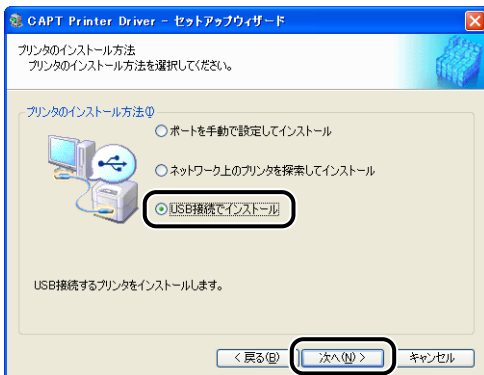 CAPT Printer Driver - セットアップウィザード
プリンタのインストール方法
プリンタのインストール方法を選択してください。
プリンタのインストール方法(I)
ポートを手動で設定してインストール
ネットワーク上のプリンタを探索してインストール
USB接続でインストール
USB接続するプリンタをインストールします。
< 戻る(B)
次へ(N) >
キャンセル